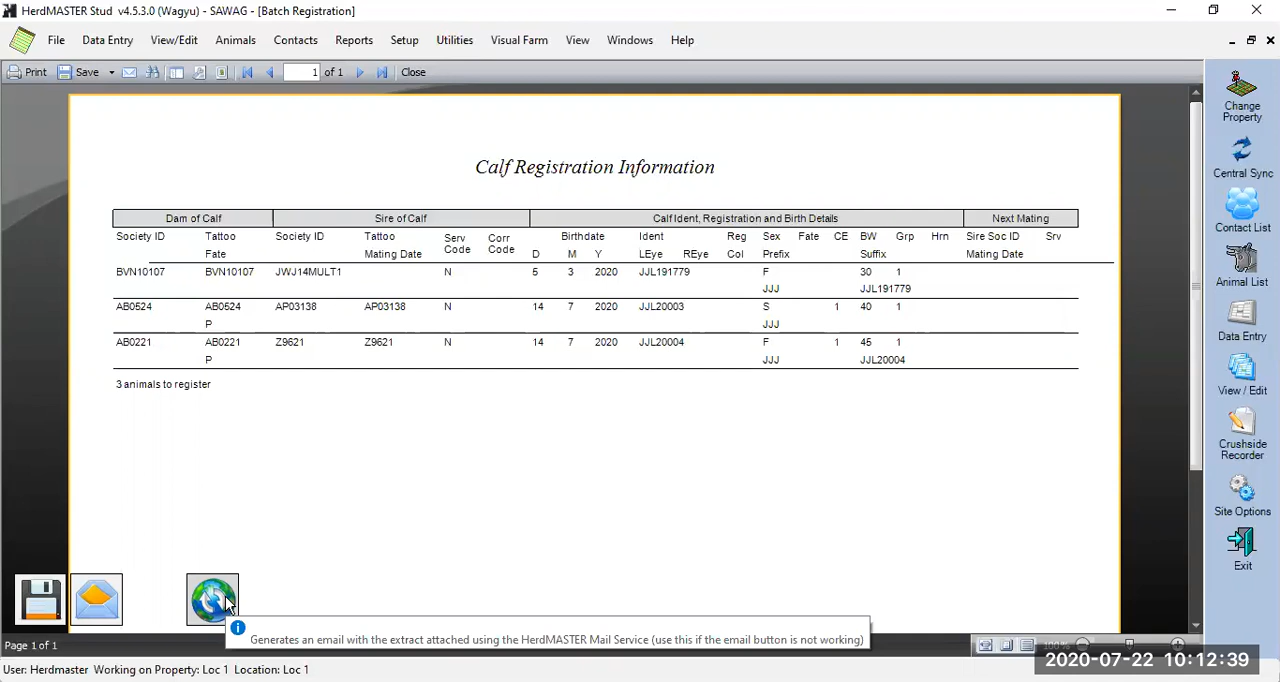 HerdMASTER Stud v4.5.3.0 (Wagyu) - SAWAG - [Batch Registration]
File Data Entry View/Edit Animals Contacts Reports Setup Utilities Visual Farm View Windows Help
Print Save 1 of 1 Close
Calf Registration Information
Dam of Calf Sire of Calf Calf Ident, Registration and Birth Details Next Mating
Society ID Tattoo Society ID Tattoo Serv Corr Birthdate Ident Reg Sex Fate CE BW Grp Hrn Sire Soc ID Srv
Fate Mating Date Code Code D M Y LEye REye Col Prefix Suffix Mating Date
BVN10107 BVN10107 JWJ14MULT1 N 5 3 2020 JJL191779 F 30 1
JJJ JJL191779
AB0524 AB0524 AP03138 AP03138 N 14 7 2020 JJL20003 S 1 40 1
P JJJ
AB0221 AB0221 Z9621 Z9621 N 14 7 2020 JJL20004 F 1 45 1
P JJJ JJL20004
3 animals to register
Generates an email with the extract attached using the HerdMASTER Mail Service (use this if the email button is not working)
Page 1 of 1
100%
2020-07-22 10:12:39
User: Herdmaster Working on Property: Loc 1 Location: Loc 1
Change
Property
Central Sync
Contact List
Animal List
Data Entry
View / Edit
Crushside
Recorder
Site Options
Exit